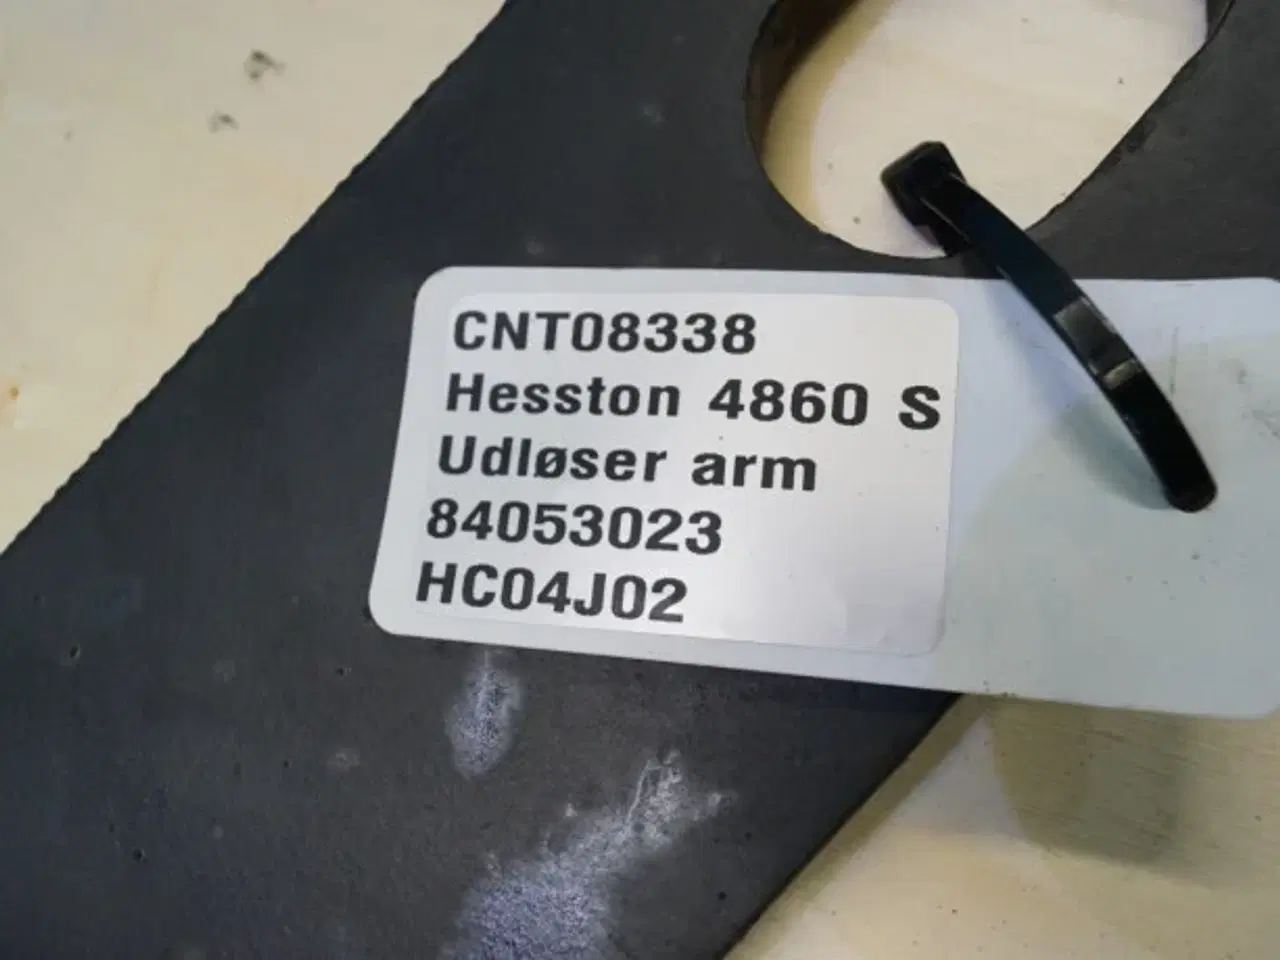 CNT08338
Hesston 4860 S
Udløser arm
84053023
HC04J02